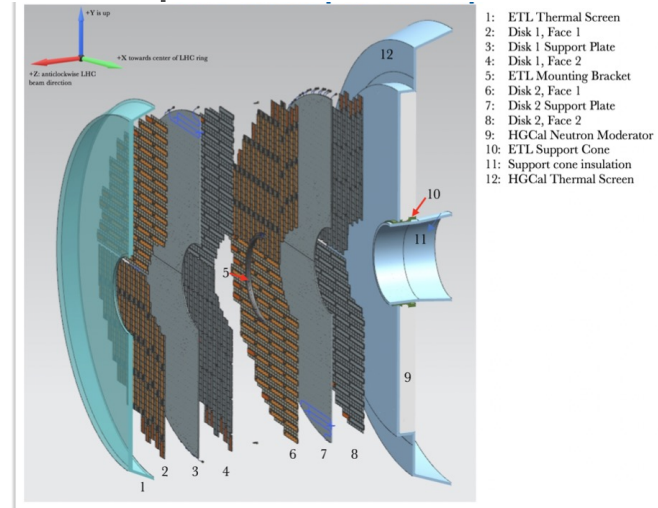 +Y is up
+X towards center of LHC ring
+Z: anticlockwise LHC
beam direction
12
10
11
5
9
6
7
8
2
3
4
1
1: ETL Thermal Screen
2: Disk 1, Face 1
3: Disk 1 Support Plate
4: Disk 1, Face 2
5: ETL Mounting Bracket
6: Disk 2, Face 1
7: Disk 2 Support Plate
8: Disk 2, Face 2
9: HGCal Neutron Moderator
10: ETL Support Cone
11: Support cone insulation
12: HGCal Thermal Screen